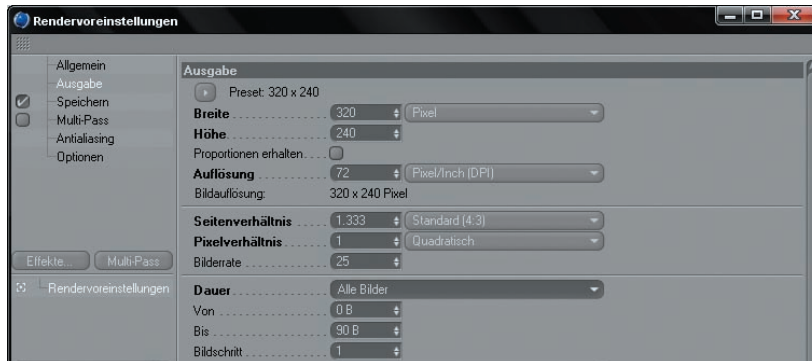 Rendervoreinstellungen
Allgemein
Ausgabe
Speichern
Multi-Pass
Antialiasing
Optionen
Effekte... Multi-Pass
Rendervoreinstellungen
Ausgabe
Preset: 320 x 240
Breite 320 Pixel
Höhe 240
Proportionen erhalten
Auflösung 72 Pixel/Inch (DPI)
Bildauflösung: 320 x 240 Pixel
Seitenverhältnis 1.333 Standard (4:3)
Pixelverhältnis 1 Quadratisch
Bilderrate 25
Dauer Alle Bilder
Von 0 B
Bis 90 B
Bildschritt 1